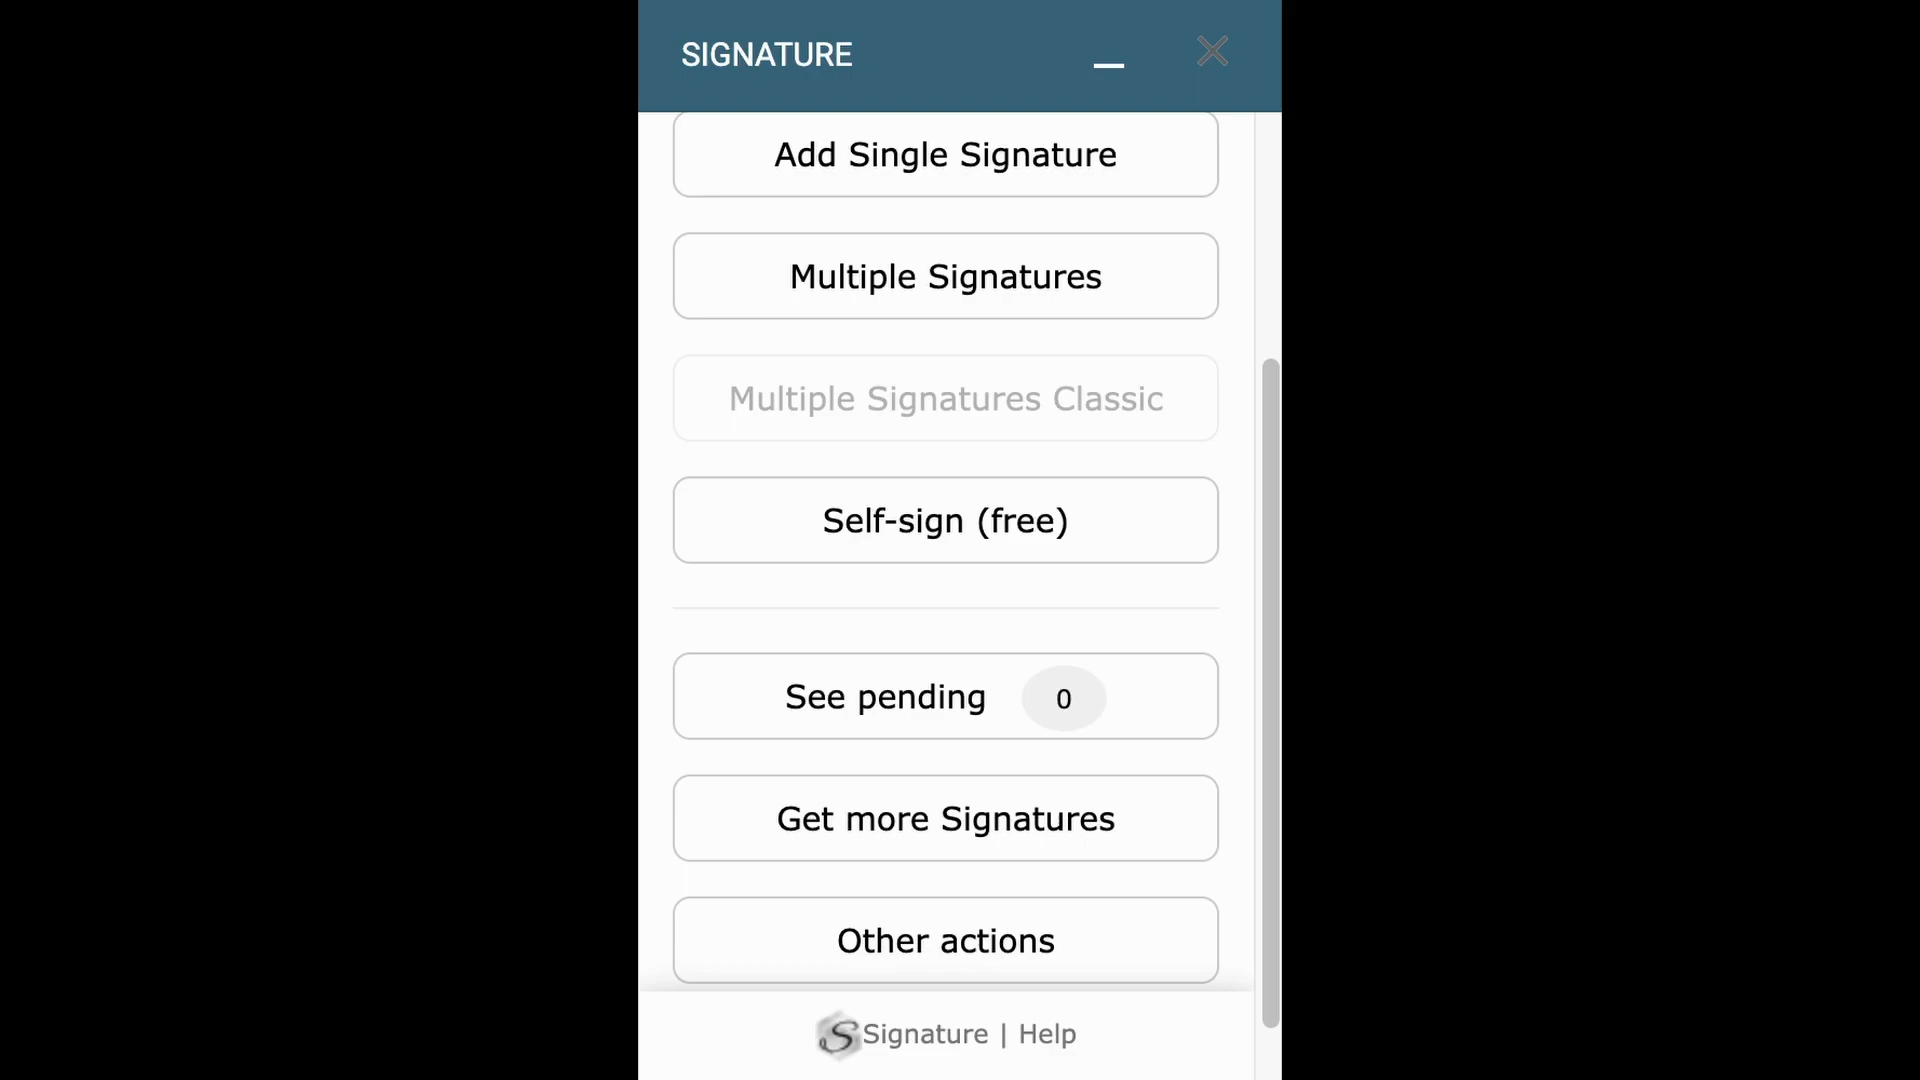 SIGNATURE
Add Single Signature
Multiple Signatures
Multiple Signatures Classic
Self-sign (free)
See pending 0
Get more Signatures
Other actions
Signature | Help